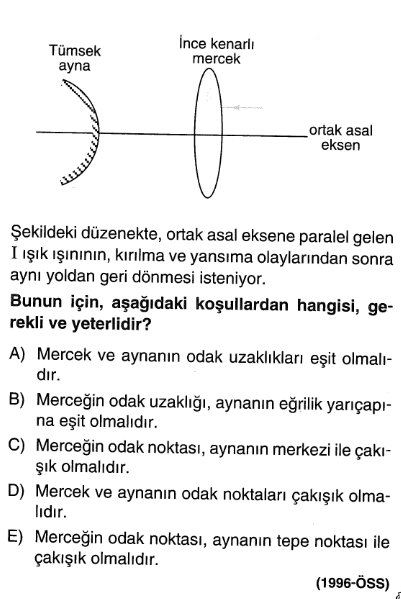 Tümsek
ayna
İnce kenarlı
mercek
ortak asal
eksen
Şekildeki düzenekte, ortak asal eksene paralel gelen
I ışık ışınının, kırılma ve yansıma olaylarından sonra
aynı yoldan geri dönmesi isteniyor.
Bunun için, aşağıdaki koşullardan hangisi, ge-
rekli ve yeterlidir?
A) Mercek ve aynanın odak uzaklıkları eşit olmalı-
dır.
B) Merceğin odak uzaklığı, aynanın eğrilik yarıçapı-
na eşit olmalıdır.
C) Merceğin odak noktası, aynanın merkezi ile çakı-
şık olmalıdır.
D) Mercek ve aynanın odak noktaları çakışık olma-
lıdır.
E) Merceğin odak noktası, aynanın tepe noktası ile
çakışık olmalıdır.
(1996-ÖSS)